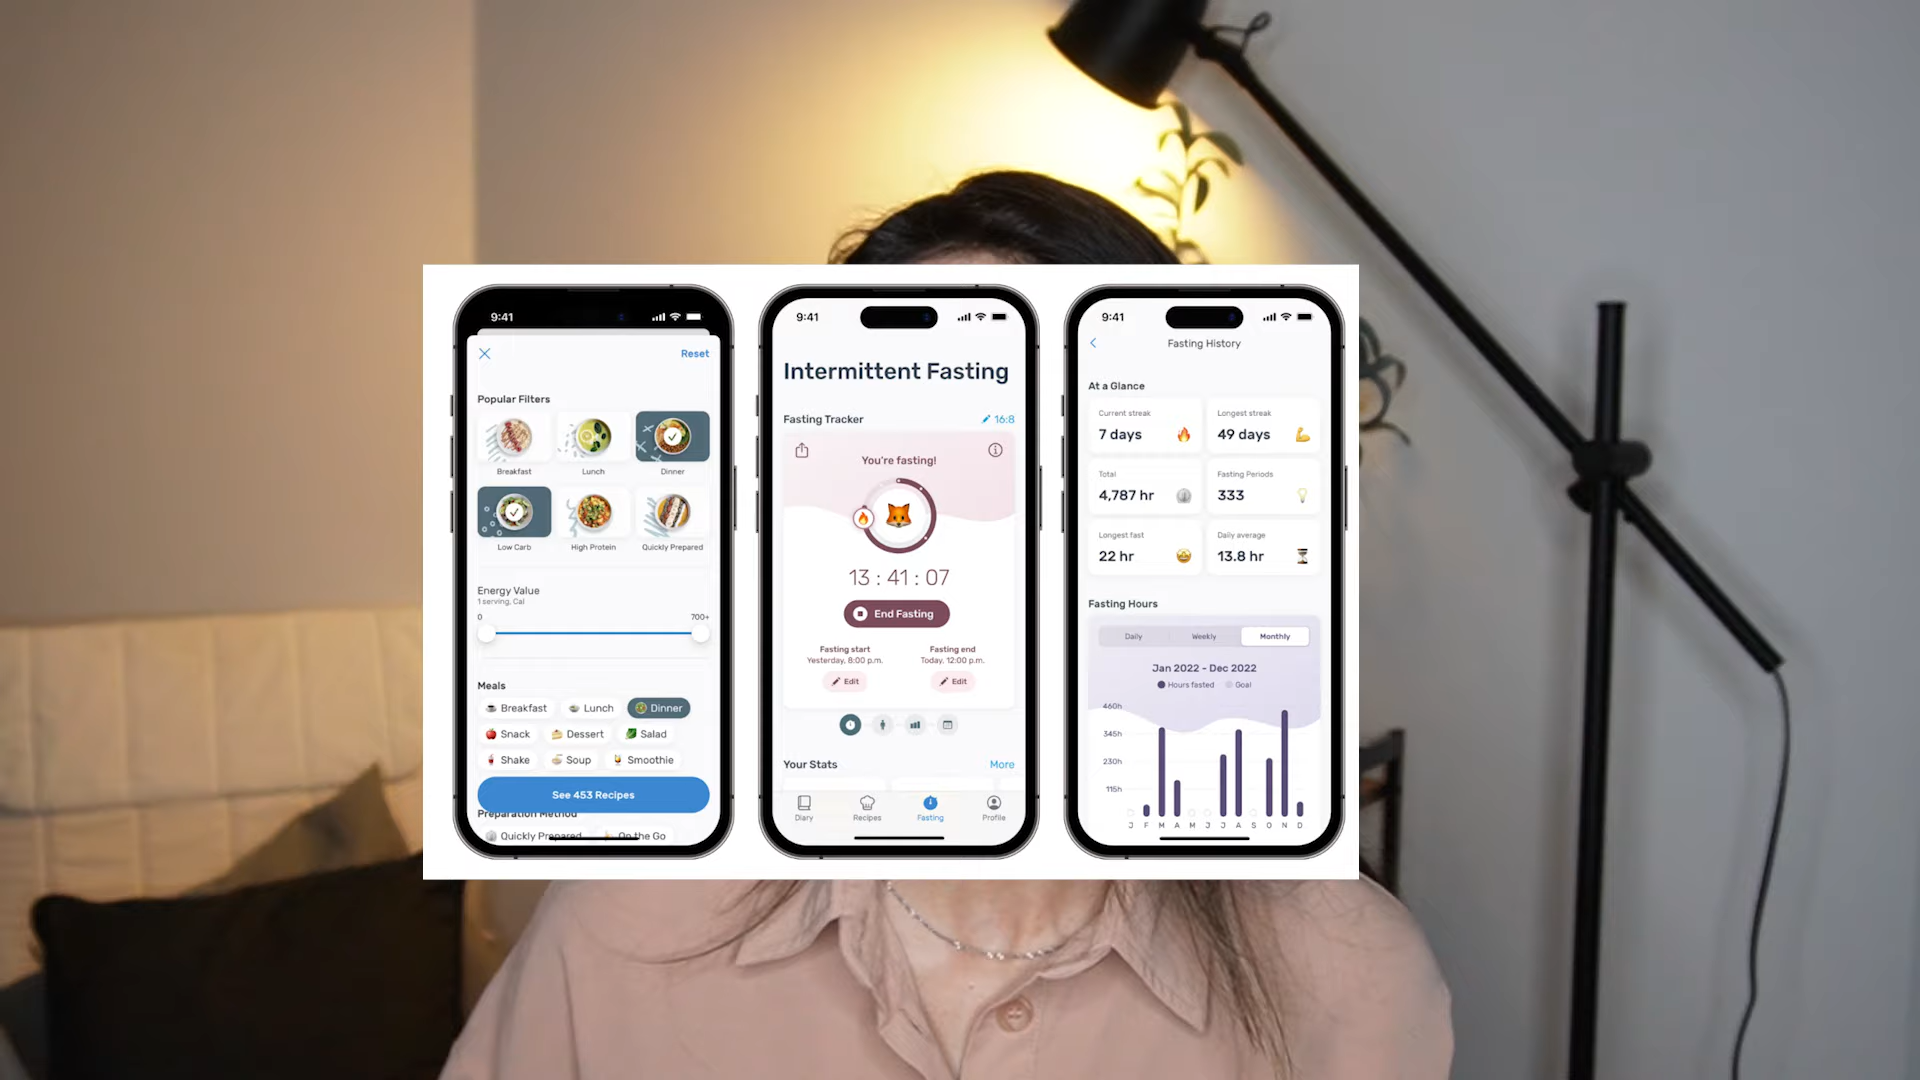 9:41
Reset
Popular Filters
Breakfast
Lunch
Dinner
Low Carb
High Protein
Quickly Prepared
Energy Value
1 serving, Cal
0
700+
Meals
Breakfast
Lunch
Dinner
Snack
Dessert
Salad
Shake
Soup
Smoothie
See 453 Recipes
Preparation Method
Quickly Prepared
On the Go
9:41
Intermittent Fasting
Fasting Tracker
16:8
You're fasting!
13 : 41 : 07
End Fasting
Fasting start
Yesterday, 8:00 p.m.
Edit
Fasting end
Today, 12:00 p.m.
Edit
Your Stats
More
Diary
Recipes
Fasting
Profile
9:41
Fasting History
At a Glance
Current streak
7 days
Longest streak
49 days
Total
4,787 hr
Fasting Periods
333
Longest fast
22 hr
Daily average
13.8 hr
Fasting Hours
Daily
Weekly
Monthly
Jan 2022 - Dec 2022
Hours fasted
Goal
460h
345h
230h
115h
J F M A M J J A S O N D